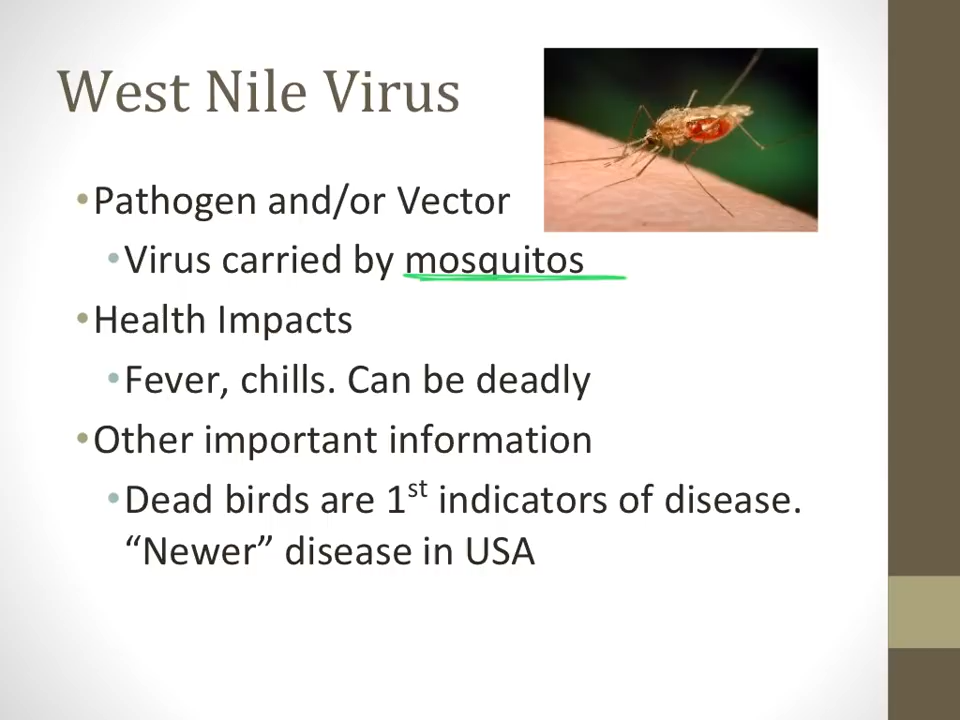 West Nile Virus
•Pathogen and/or Vector
•Virus carried by mosquitos
•Health Impacts
•Fever, chills. Can be deadly
•Other important information
•Dead birds are 1st indicators of disease.
“Newer” disease in USA